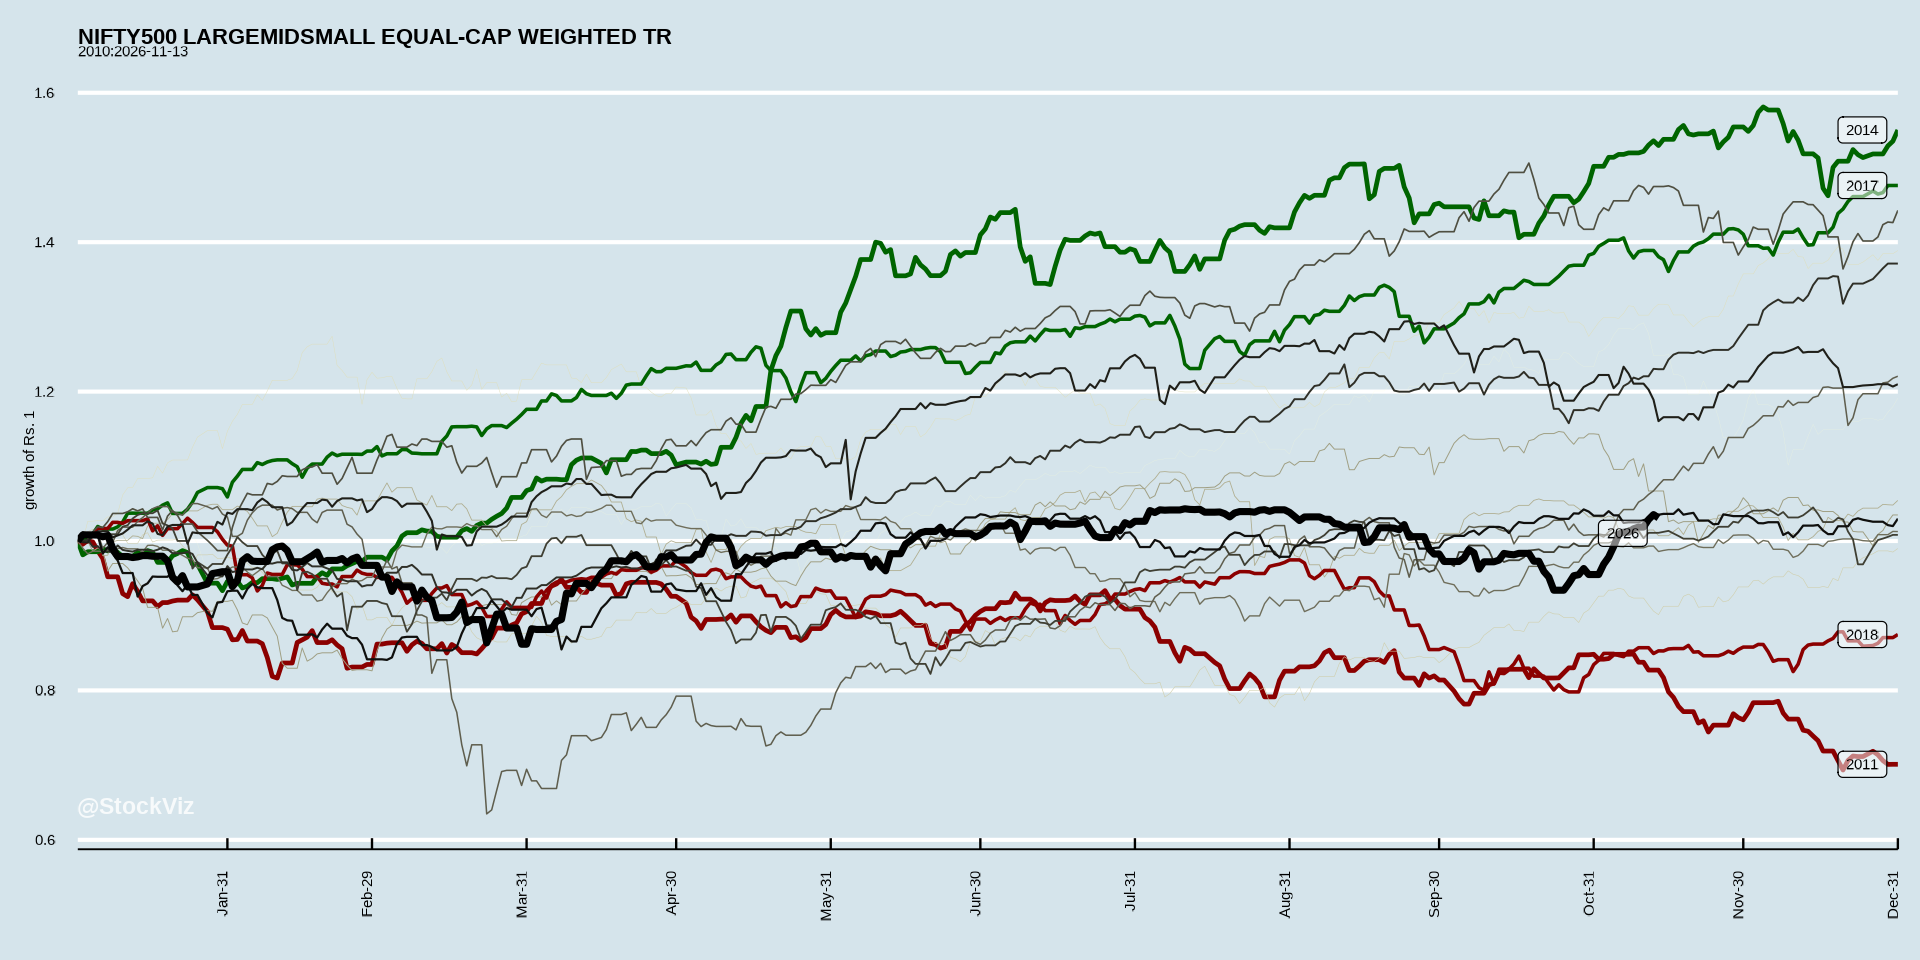 NIFTY500 LARGEMIDSMALL EQUAL-CAP WEIGHTED TR
2010:2026-11-13
growth of Rs. 1
1.6
1.4
1.2
1.0
0.8
0.6
2014
2017
2026
2018
2011
@StockViz
Jan-31
Feb-29
Mar-31
Apr-30
May-31
Jun-30
Jul-31
Aug-31
Sep-30
Oct-31
Nov-30
Dec-31